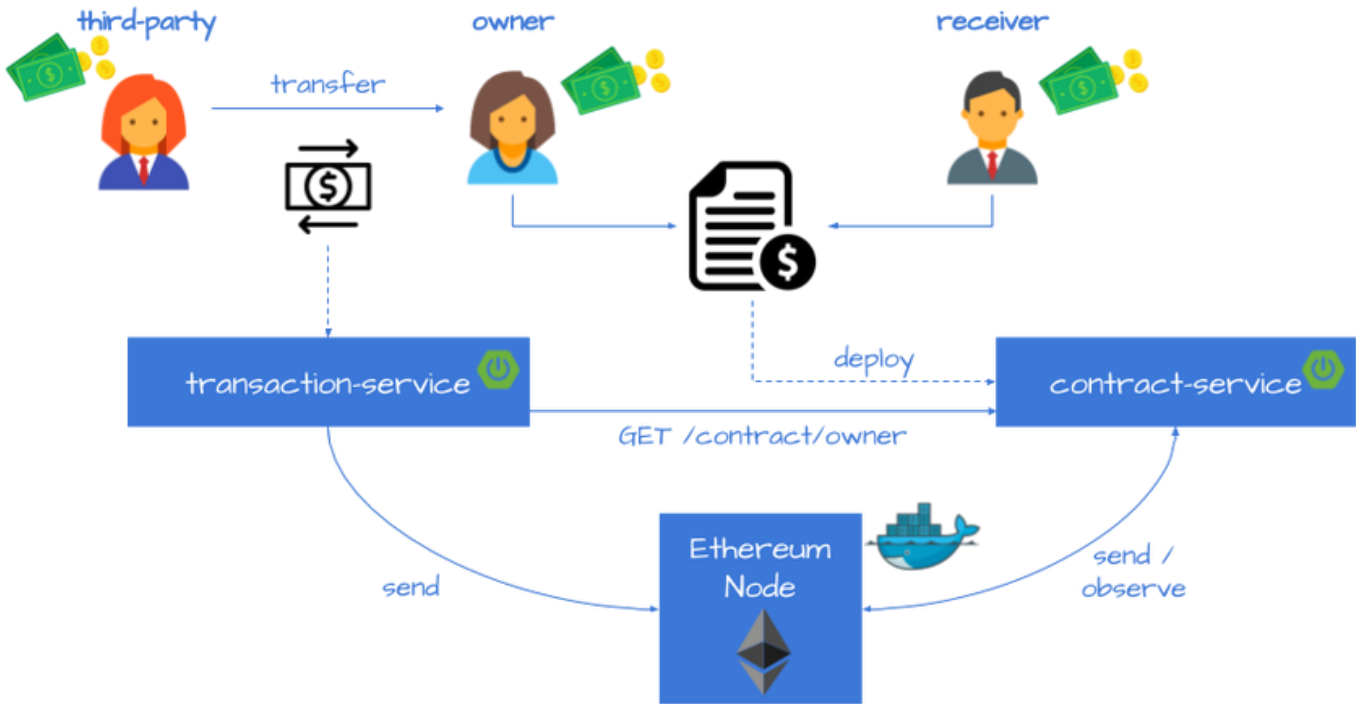 third-party
owner
receiver
transfer
$
$
$
$
$
deploy
transaction-service
contract-service
GET /contract/owner
Ethereum
Node
send
send /
observe